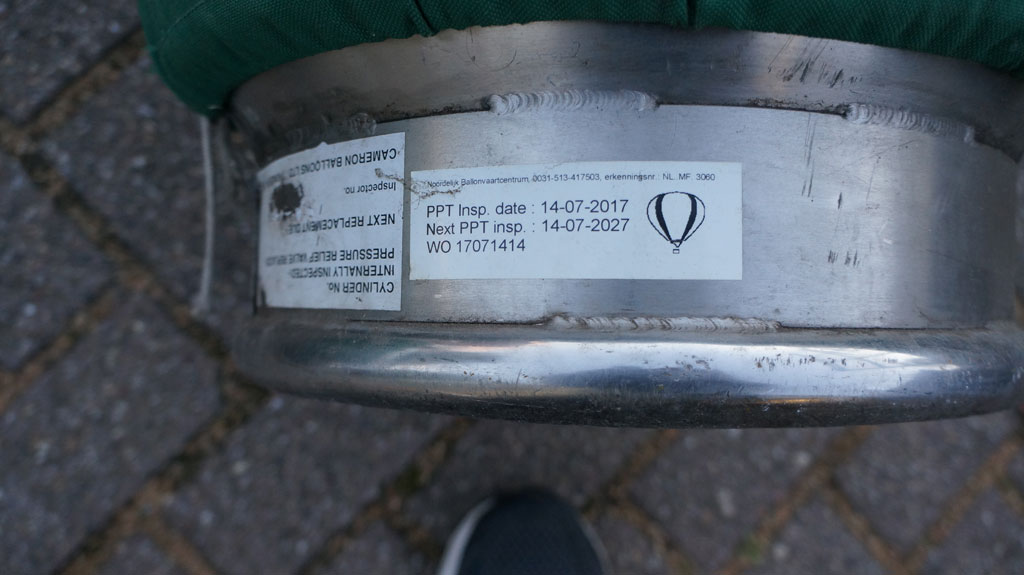 Noordelijk Ballonvaartcentrum, 0031-513-417503, erkenningsnr.: NL. MF 3060
PPT Insp. date : 14-07-2017
Next PPT insp. : 14-07-2027
WO 17071414
CYLINDER No.
INTERNALLY INSPECTED/
PRESSURE RELIEF VALVE
NEXT REPLACEMENT DUE:
Inspector no.
CAMERON BALLOONS LTD.